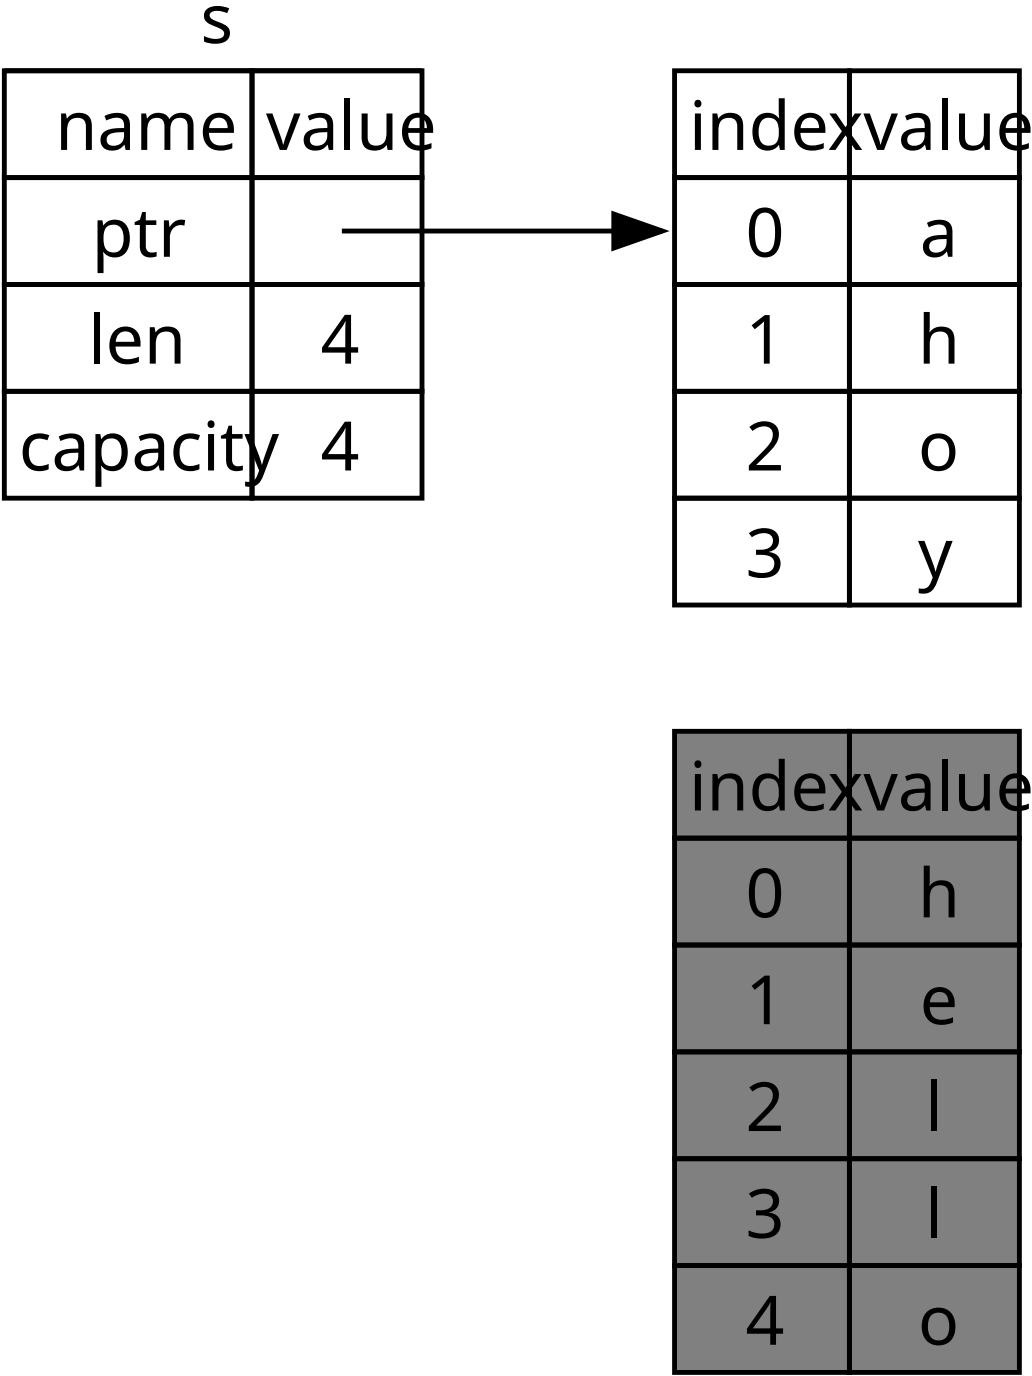 s
name value
ptr
len 4
capacity 4
index value
0 a
1 h
2 o
3 y
index value
0 h
1 e
2 l
3 l
4 o